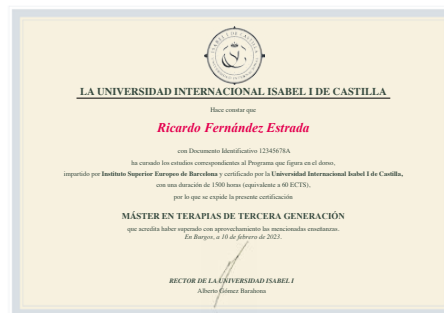 LA UNIVERSIDAD INTERNACIONAL ISABEL I DE CASTILLA
Hace constar que
Ricardo Fernández Estrada
con Documento Identificativo 12345678A
ha cursado los estudios correspondientes al Programa que figura en el dorso,
impartido por Instituto Superior Europeo de Barcelona y certificado por la Universidad Internacional Isabel I de Castilla,
con una duración de 1500 horas (equivalente a 60 ECTS),
por lo que se expide la presente certificación
MÁSTER EN TERAPIAS DE TERCERA GENERACIÓN
que acredita haber superado con aprovechamiento las mencionadas enseñanzas.
En Burgos, a 10 de febrero de 2023.
RECTOR DE LA UNIVERSIDAD ISABEL I
Alberto Gómez Barahona